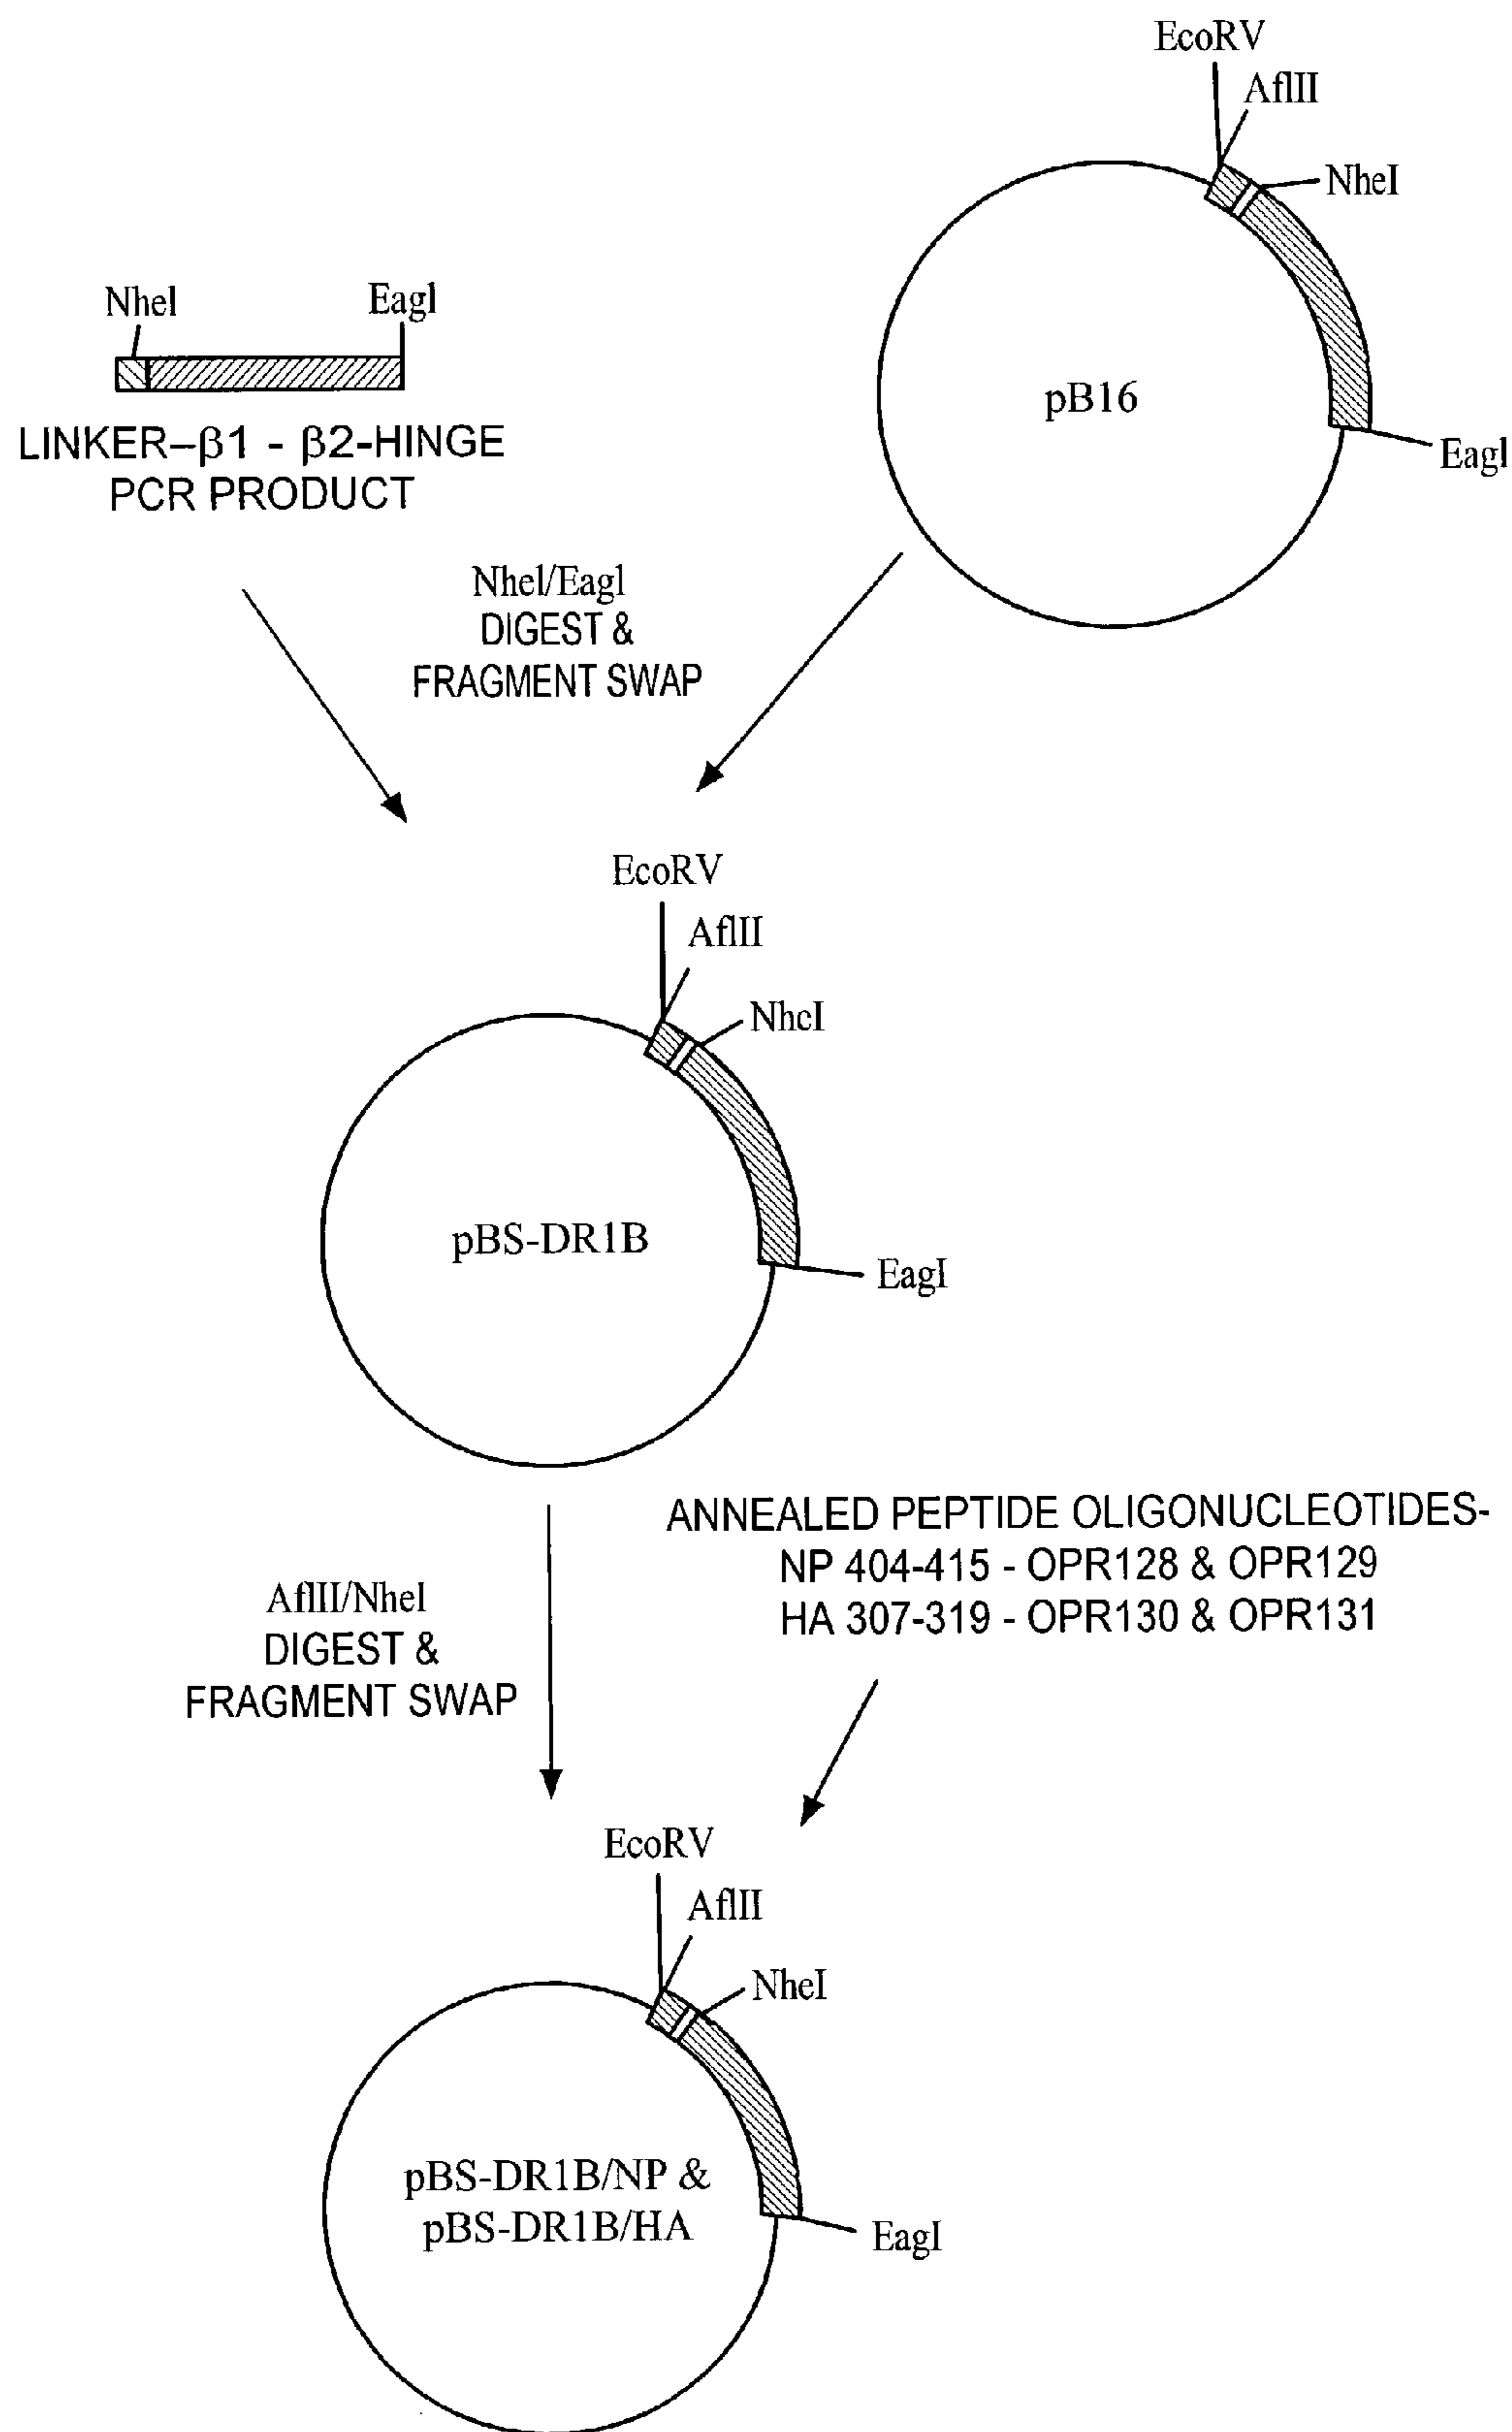 EcoRV
AflII
NheI
pB16
EagI
NheI
EagI
LINKER–β1 - β2-HINGE
PCR PRODUCT
NheI/EagI
DIGEST &
FRAGMENT SWAP
EcoRV
AflII
NheI
pBS-DR1B
EagI
ANNEALED PEPTIDE OLIGONUCLEOTIDES-
NP 404-415 - OPR128 & OPR129
HA 307-319 - OPR130 & OPR131
AflII/NheI
DIGEST &
FRAGMENT SWAP
EcoRV
AflII
NheI
pBS-DR1B/NP &
pBS-DR1B/HA
EagI